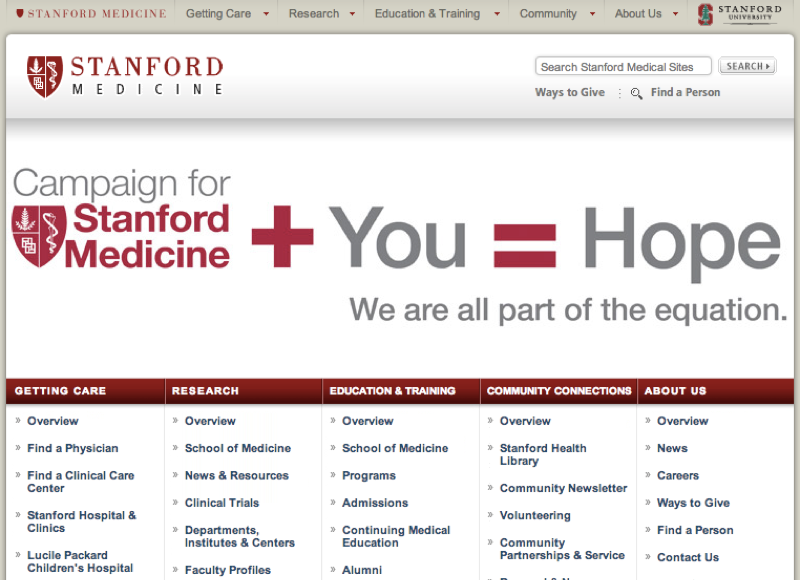 STANFORD MEDICINE Getting Care Research Education & Training Community About Us STANFORD UNIVERSITY
STANFORD
MEDICINE
Search Stanford Medical Sites SEARCH
Ways to Give Find a Person
Campaign for
Stanford
Medicine + You = Hope
We are all part of the equation.
GETTING CARE RESEARCH EDUCATION & TRAINING COMMUNITY CONNECTIONS ABOUT US
» Overview
» Find a Physician
» Find a Clinical Care
Center
» Stanford Hospital &
Clinics
» Lucile Packard
Children's Hospital
» Overview
» School of Medicine
» News & Resources
» Clinical Trials
» Departments,
Institutes & Centers
» Faculty Profiles
» Overview
» School of Medicine
» Programs
» Admissions
» Continuing Medical
Education
» Alumni
» Overview
» Stanford Health
Library
» Community Newsletter
» Volunteering
» Community
Partnerships & Service
» Overview
» News
» Careers
» Ways to Give
» Find a Person
» Contact Us